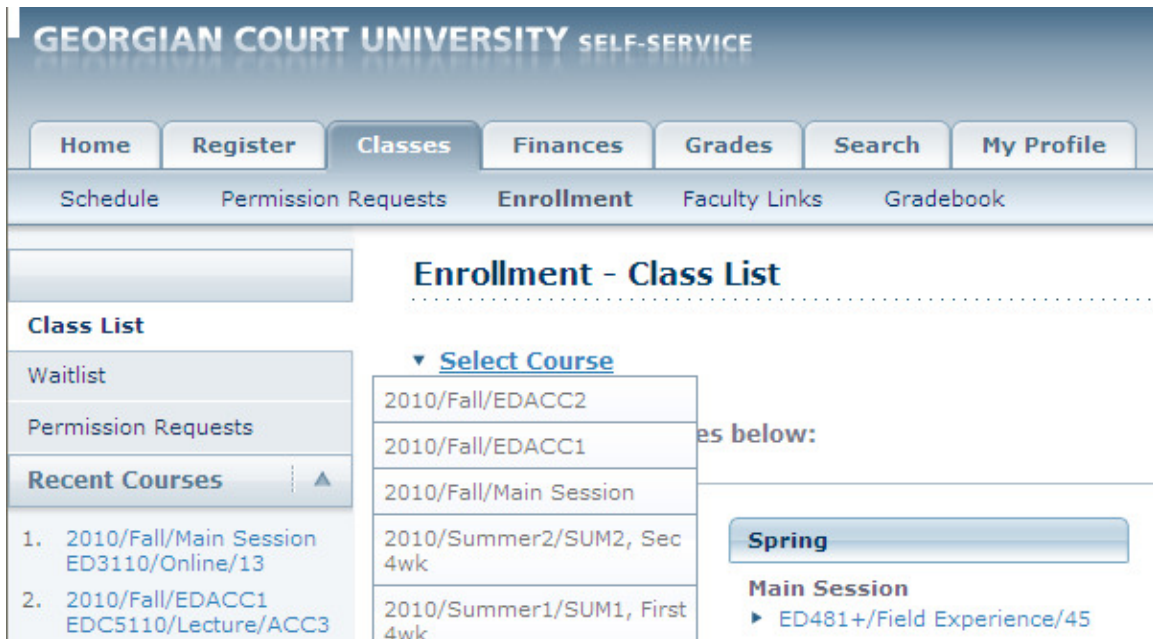 GEORGIAN COURT UNIVERSITY SELF-SERVICE
Home Register Classes Finances Grades Search My Profile
Schedule Permission Requests Enrollment Faculty Links Gradebook
Enrollment - Class List
Class List
Waitlist
Permission Requests
Recent Courses
1. 2010/Fall/Main Session
ED3110/Online/13
2. 2010/Fall/EDACC1
EDC5110/Lecture/ACC3
Select Course
2010/Fall/EDACC2
2010/Fall/EDACC1
2010/Fall/Main Session
2010/Summer2/SUM2, Sec
4wk
2010/Summer1/SUM1, First
4wk
es below:
Spring
Main Session
ED481+/Field Experience/45